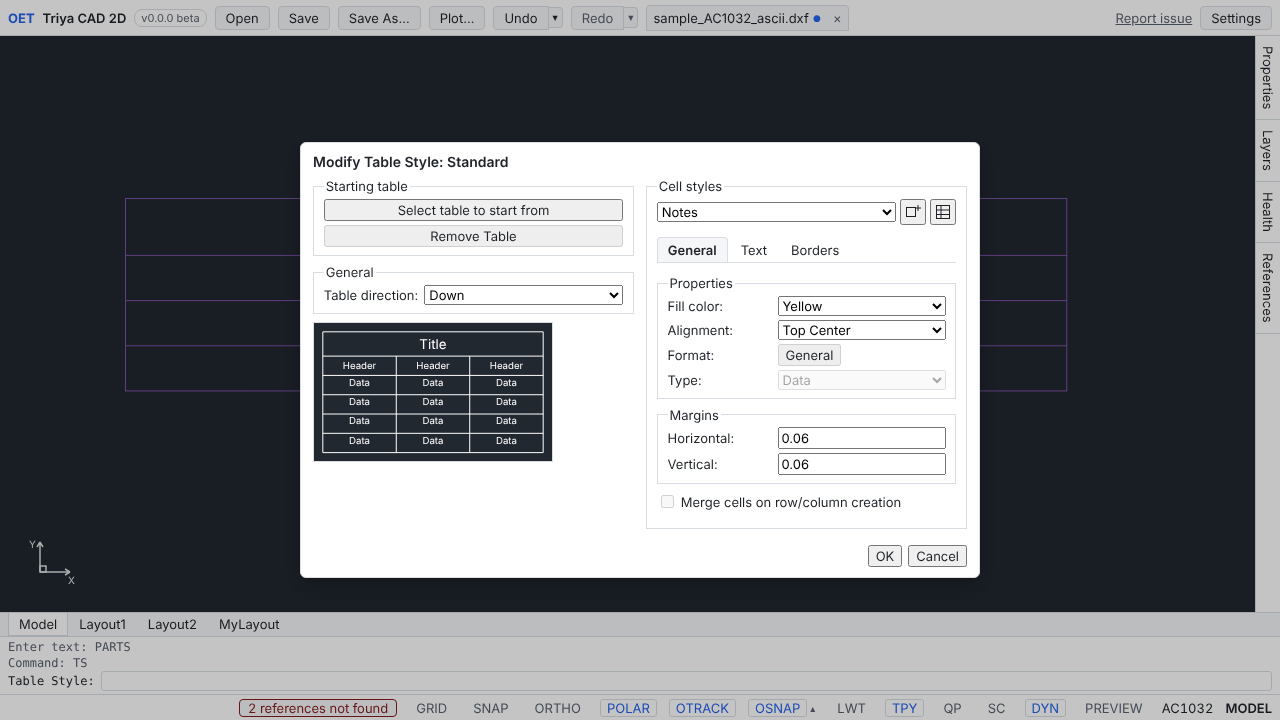 OET Triya CAD 2D v0.0.0 beta Open Save Save As... Plot... Undo ▾ Redo ▾ sample_AC1032_ascii.dxf ● × Report issue Settings
Properties
Layers
Health
References
Modify Table Style: Standard
Starting table
Select table to start from
Remove Table
General
Table direction: Down
Title
Header Header Header
Data Data Data
Data Data Data
Data Data Data
Data Data Data
Cell styles
Notes
General Text Borders
Properties
Fill color: Yellow
Alignment: Top Center
Format: General
Type: Data
Margins
Horizontal: 0.06
Vertical: 0.06
Merge cells on row/column creation
OK Cancel
Y
X
Model Layout1 Layout2 MyLayout
Enter text: PARTS
Command: TS
Table Style:
2 references not found GRID SNAP ORTHO POLAR OTRACK OSNAP ▴ LWT TPY QP SC DYN PREVIEW AC1032 MODEL